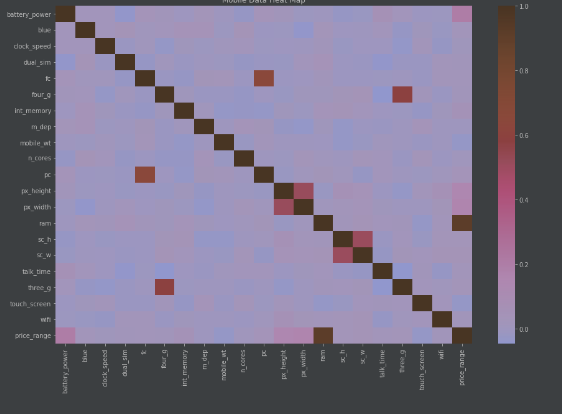 Mobile Data Heat Map
battery_power
blue
clock_speed
dual_sim
fc
four_g
int_memory
m_dep
mobile_wt
n_cores
pc
px_height
px_width
ram
sc_h
sc_w
talk_time
three_g
touch_screen
wifi
price_range
battery_power
blue
clock_speed
dual_sim
fc
four_g
int_memory
m_dep
mobile_wt
n_cores
pc
px_height
px_width
ram
sc_h
sc_w
talk_time
three_g
touch_screen
wifi
price_range
1.0
0.8
0.6
0.4
0.2
0.0